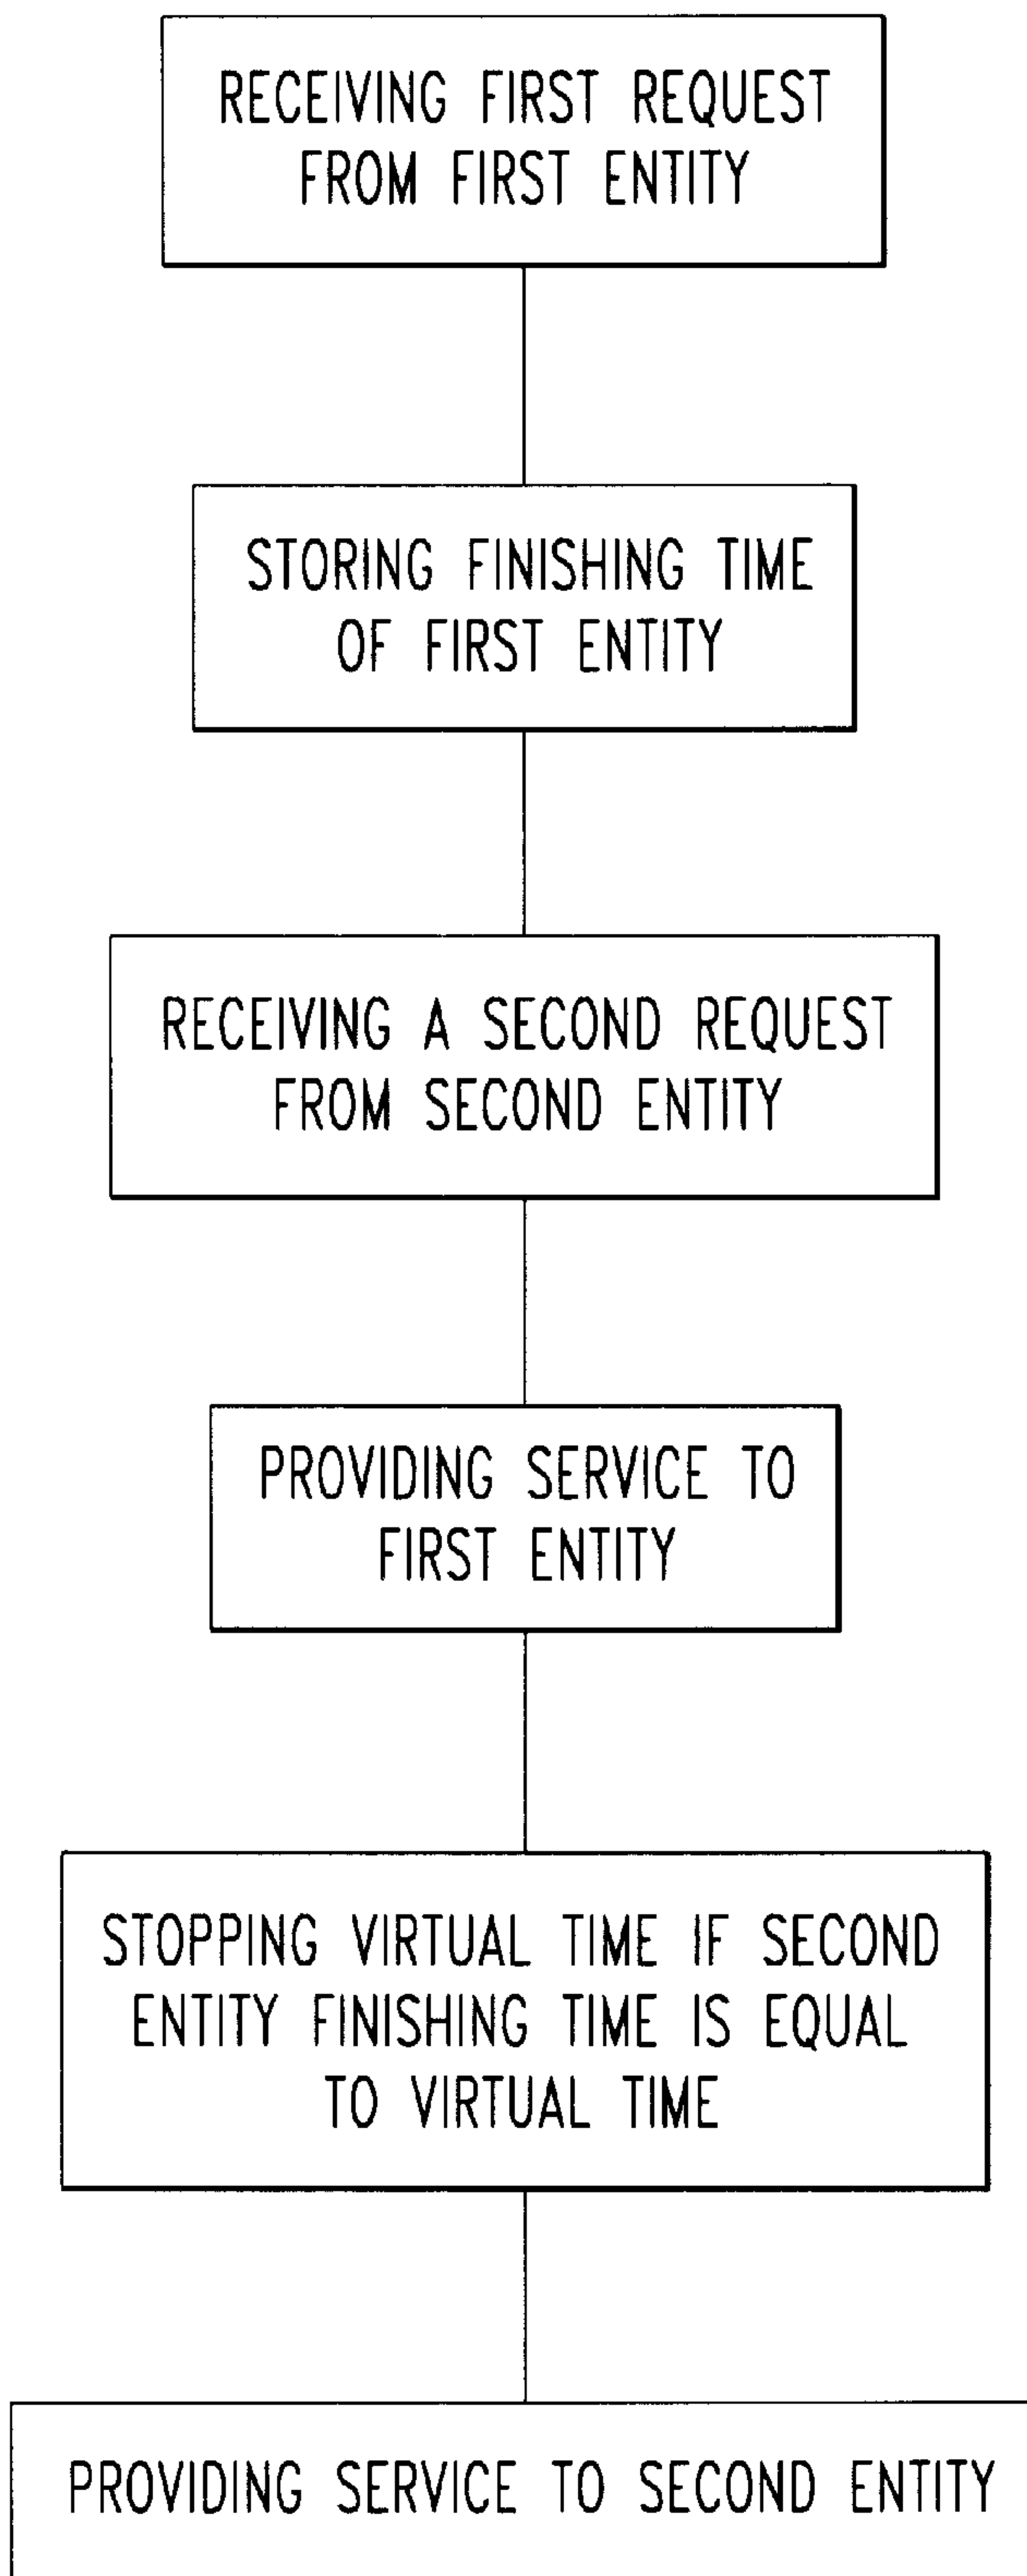 RECEIVING FIRST REQUEST
FROM FIRST ENTITY
STORING FINISHING TIME
OF FIRST ENTITY
RECEIVING A SECOND REQUEST
FROM SECOND ENTITY
PROVIDING SERVICE TO
FIRST ENTITY
STOPPING VIRTUAL TIME IF SECOND
ENTITY FINISHING TIME IS EQUAL
TO VIRTUAL TIME
PROVIDING SERVICE TO SECOND ENTITY